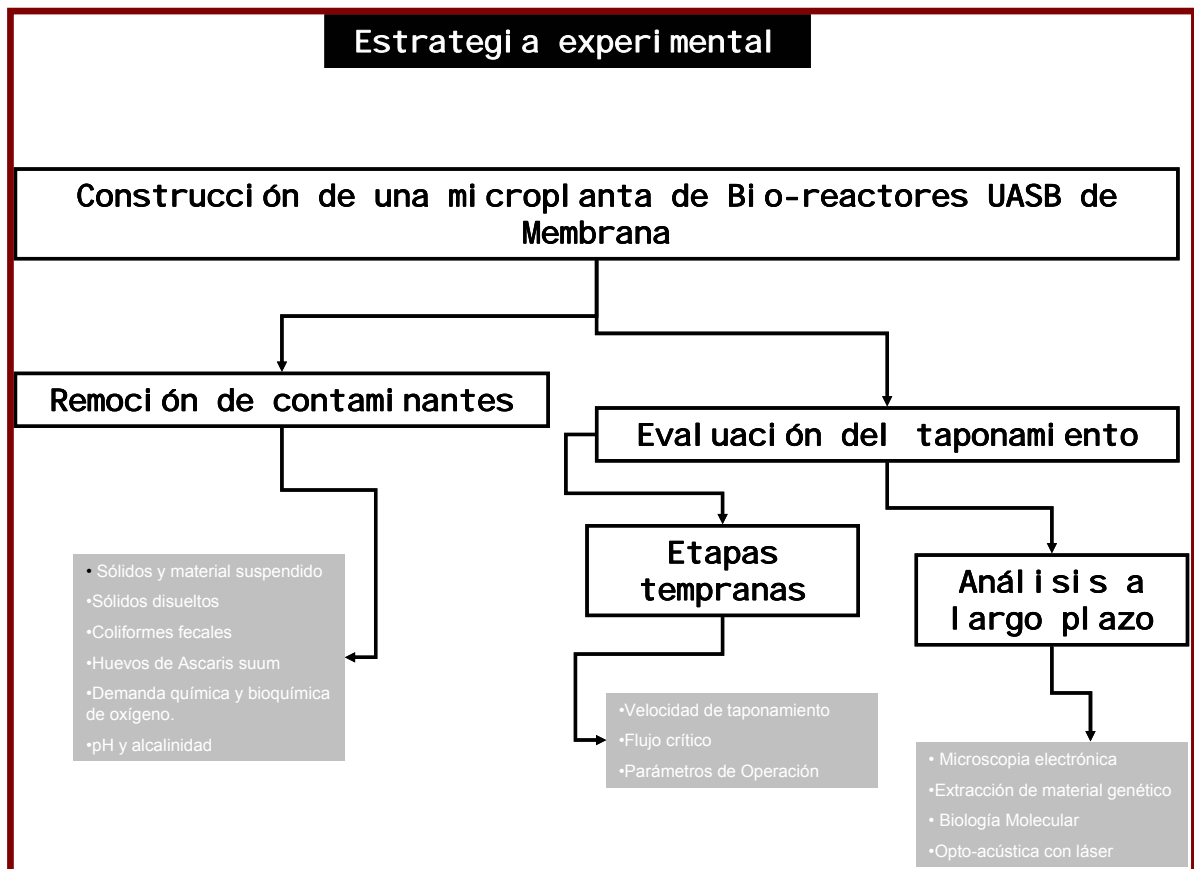 Estrategia experimental
Construcción de una microplanta de Bio-reactores UASB de
Membrana
Remoción de contaminantes
Evaluación del taponamiento
Etapas
tempranas
Análisis a
largo plazo
• Sólidos y material suspendido
•Sólidos disueltos
•Coliformes fecales
•Huevos de Ascaris suum
•Demanda química y bioquímica
de oxígeno.
•pH y alcalinidad
•Velocidad de taponamiento
•Flujo crítico
•Parámetros de Operación
• Microscopia electrónica
•Extracción de material genético
• Biología Molecular
•Opto-acústica con láser